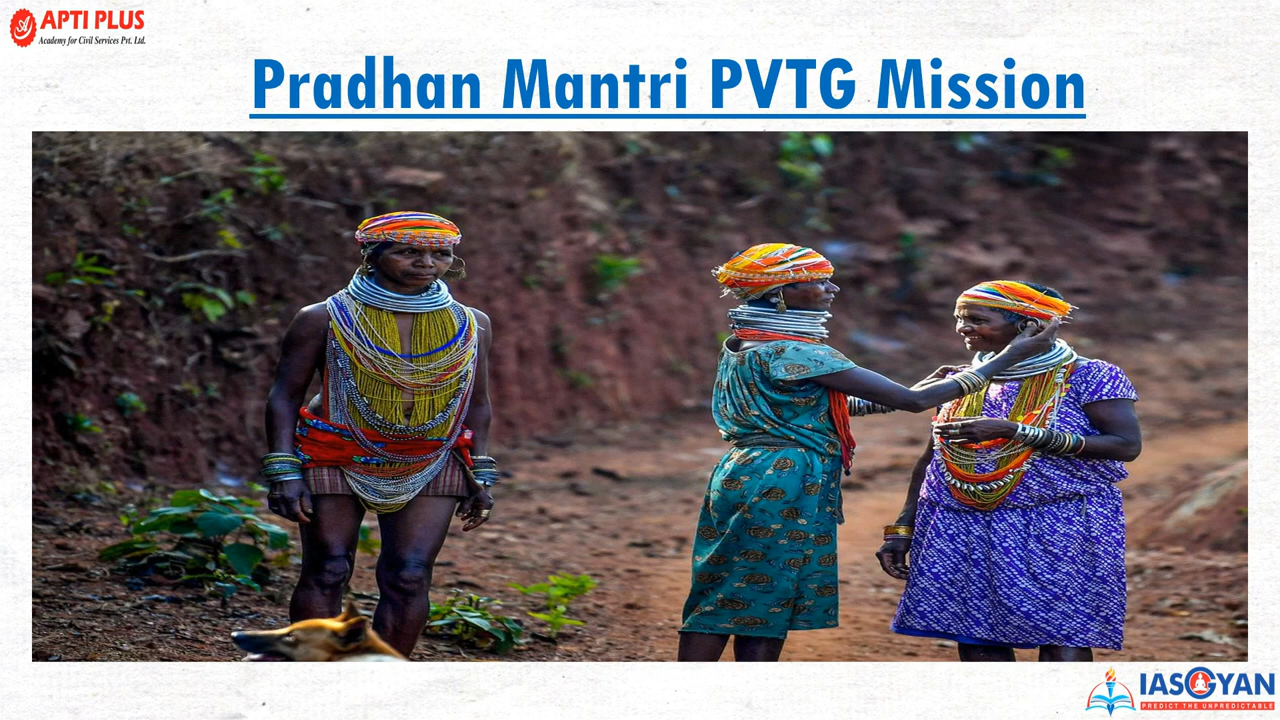 APTI PLUS
Academy for Civil Services Pvt. Ltd.
Pradhan Mantri PVTG Mission
IASGYAN
PREDICT THE UNPREDICTABLE